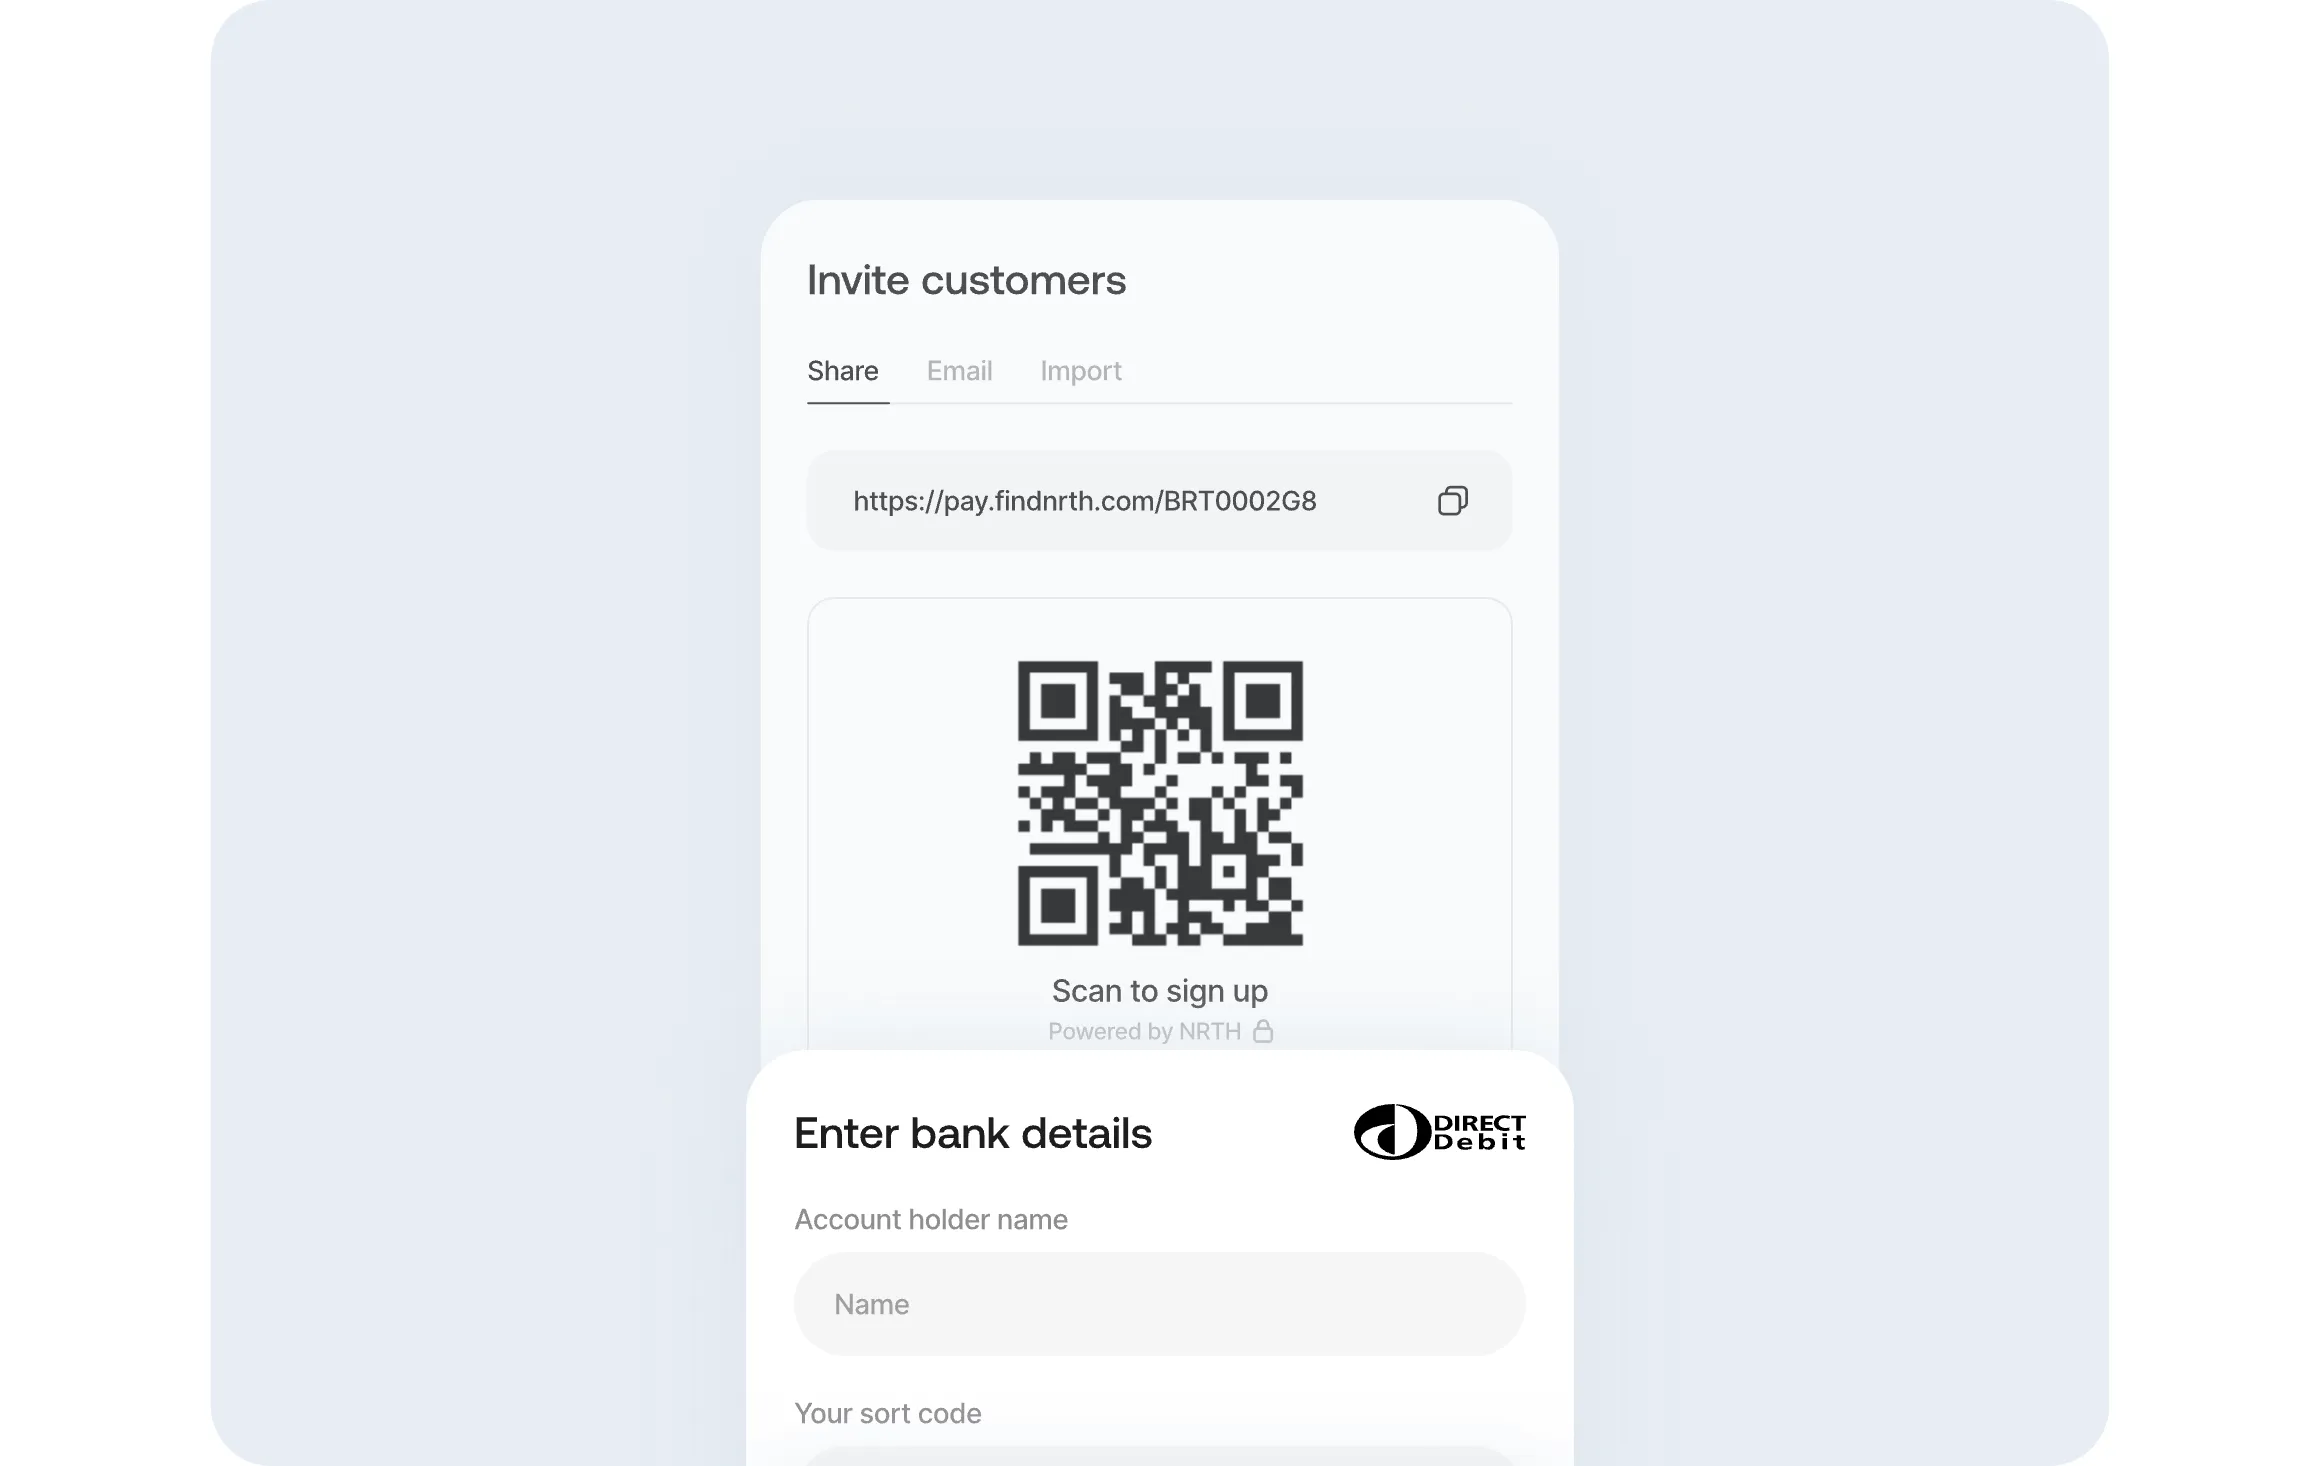 Invite customers
Share Email Import
https://pay.findnrth.com/BRT0002G8
Scan to sign up
Powered by NRTH
Enter bank details
DIRECT
Debit
Account holder name
Name
Your sort code